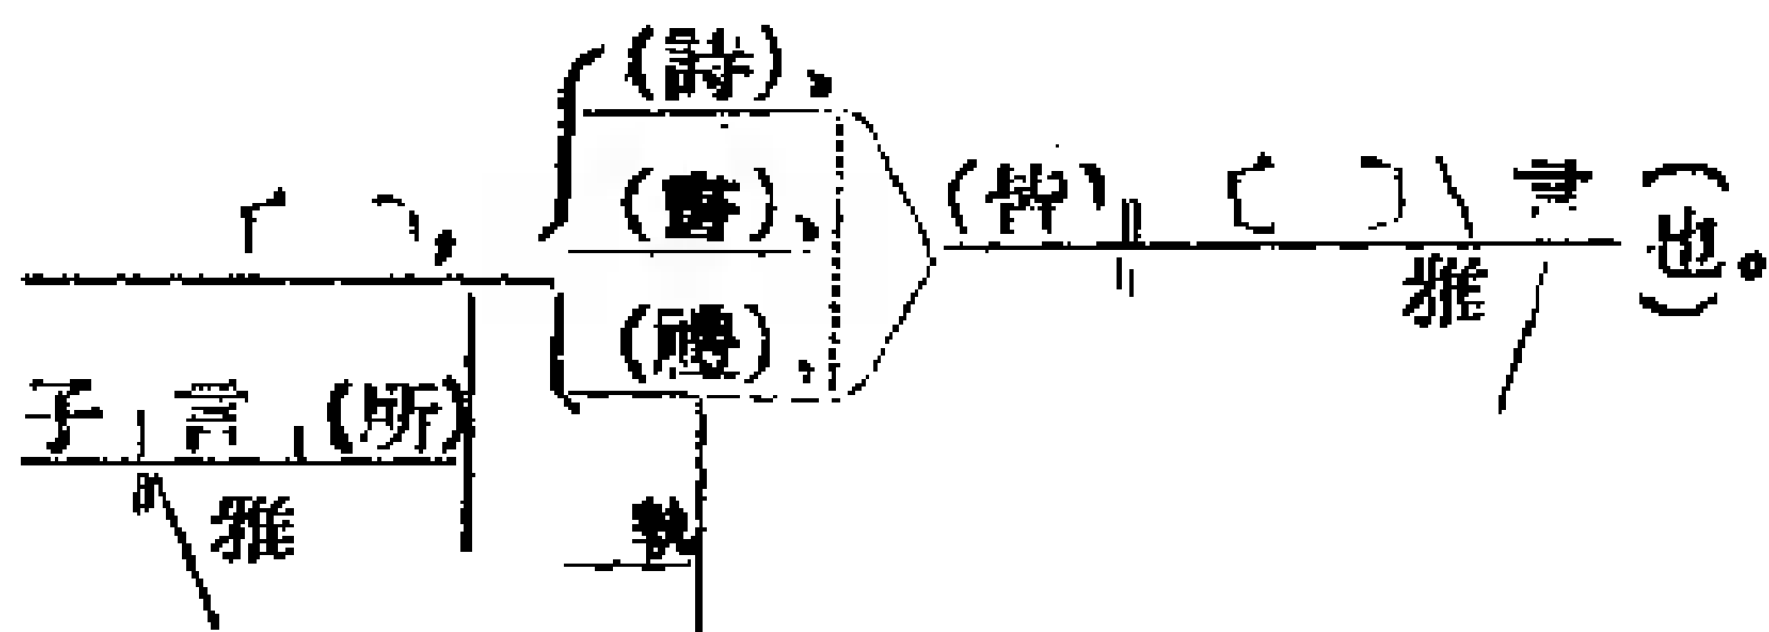 (詩)、
(書)、
〔 〕, (皆) 〔 〕 言 (也)。
雅
(禮)、
子 言 (所)
雅 執